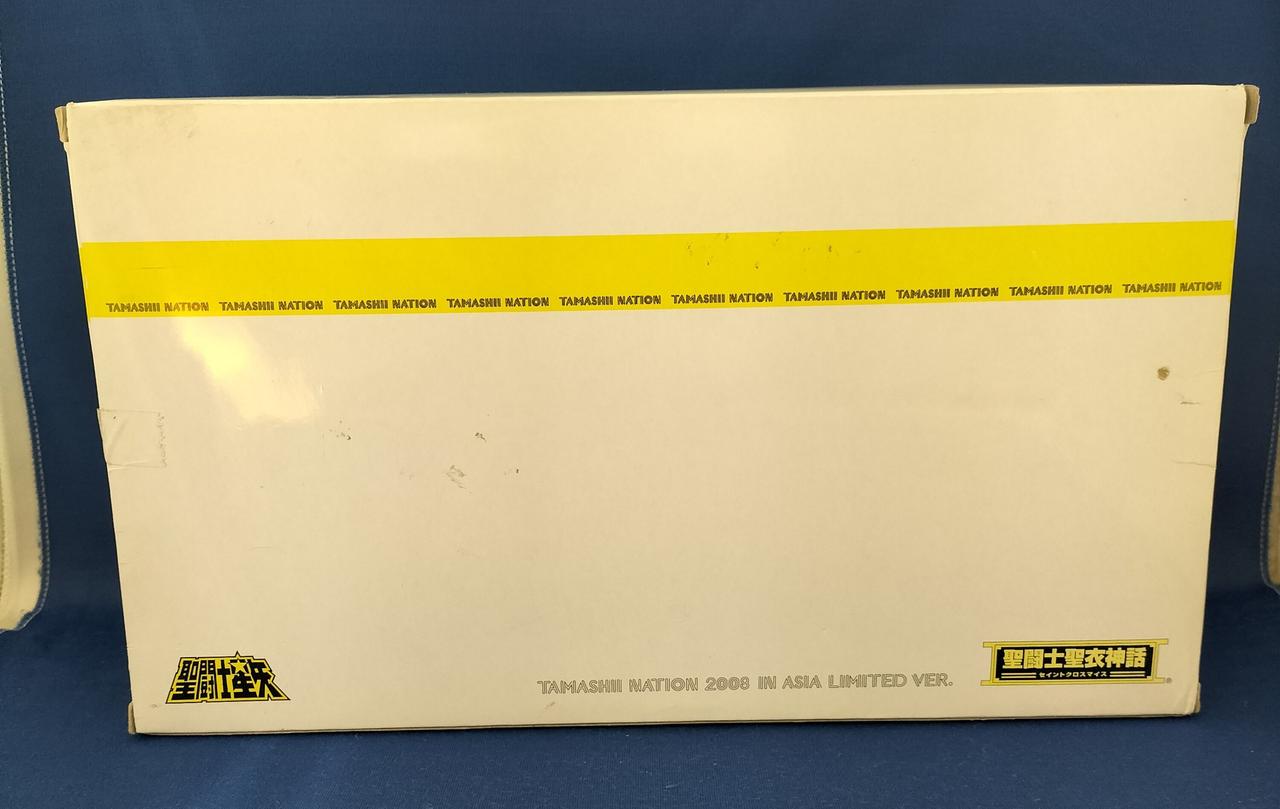 TAMASHII NATION TAMASHII NATION TAMASHII NATION TAMASHII NATION TAMASHII NATION TAMASHII NATION TAMASHII NATION TAMASHII NATION TAMASHII NATION TAMASHII NATION
聖闘士聖衣神話
セイントクロスマイス
®
聖闘士星矢
TAMASHII NATION 2008 IN ASIA LIMITED VER.